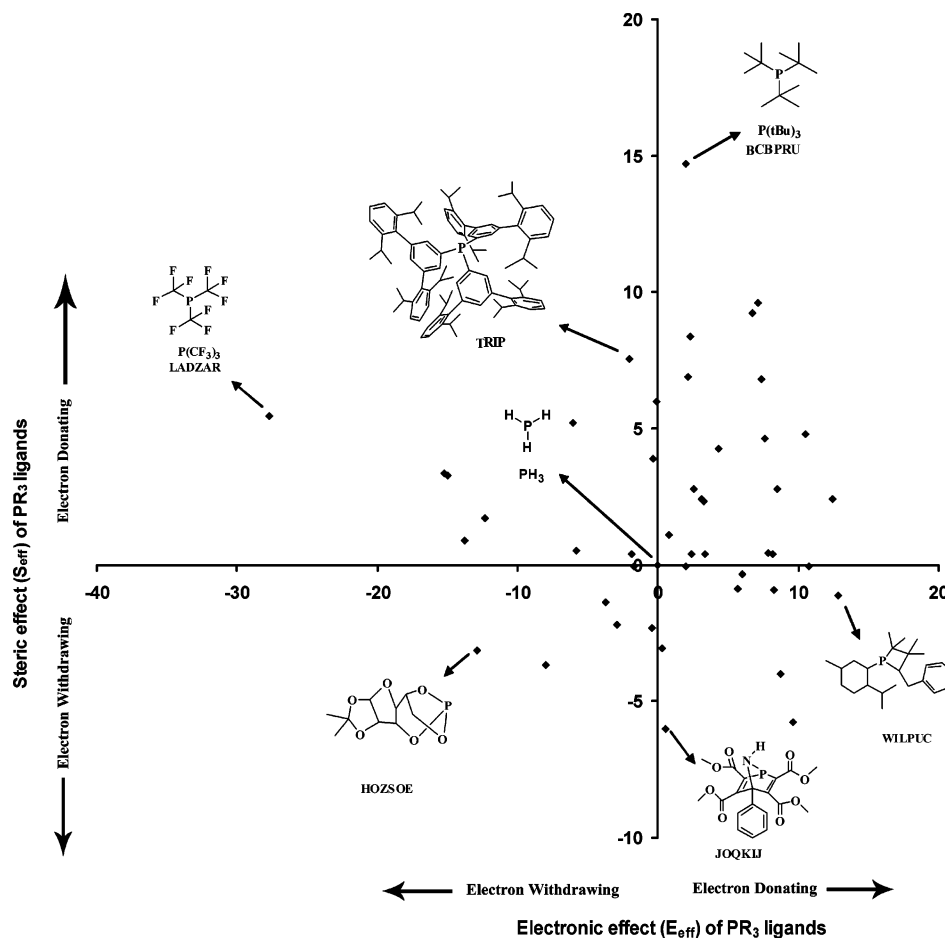 20
P
P(tBu)3
BCBPRU
15
P
TRIP
10
F F F
F F F
P
F F F
P(CF3)3
LADZAR
H H
P
H
PH3
5
0
-40
-30
-20
-10
0
10
20
Steric effect (Seff) of PR3 ligands
Electron Donating
Electron Withdrawing
O O
O O P
O O
HOZSOE
-5
P
WILPUC
H
N
O O
O P O
O O
O O
JOQKIJ
-10
Electron Withdrawing
Electron Donating
Electronic effect (Eeff) of PR3 ligands